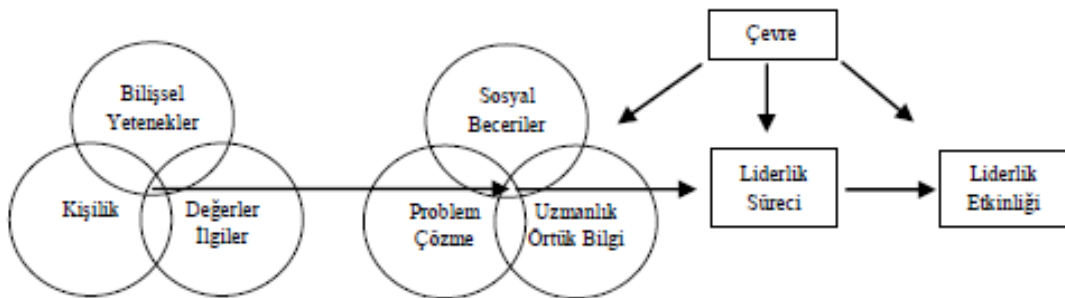 Çevre
Bilişsel
Yetenekler
Sosyal
Beceriler
Kişilik
Değerler
İlgiler
Problem
Çözme
Uzmanlık
Örtük Bilgi
Liderlik
Süreci
Liderlik
Etkinliği